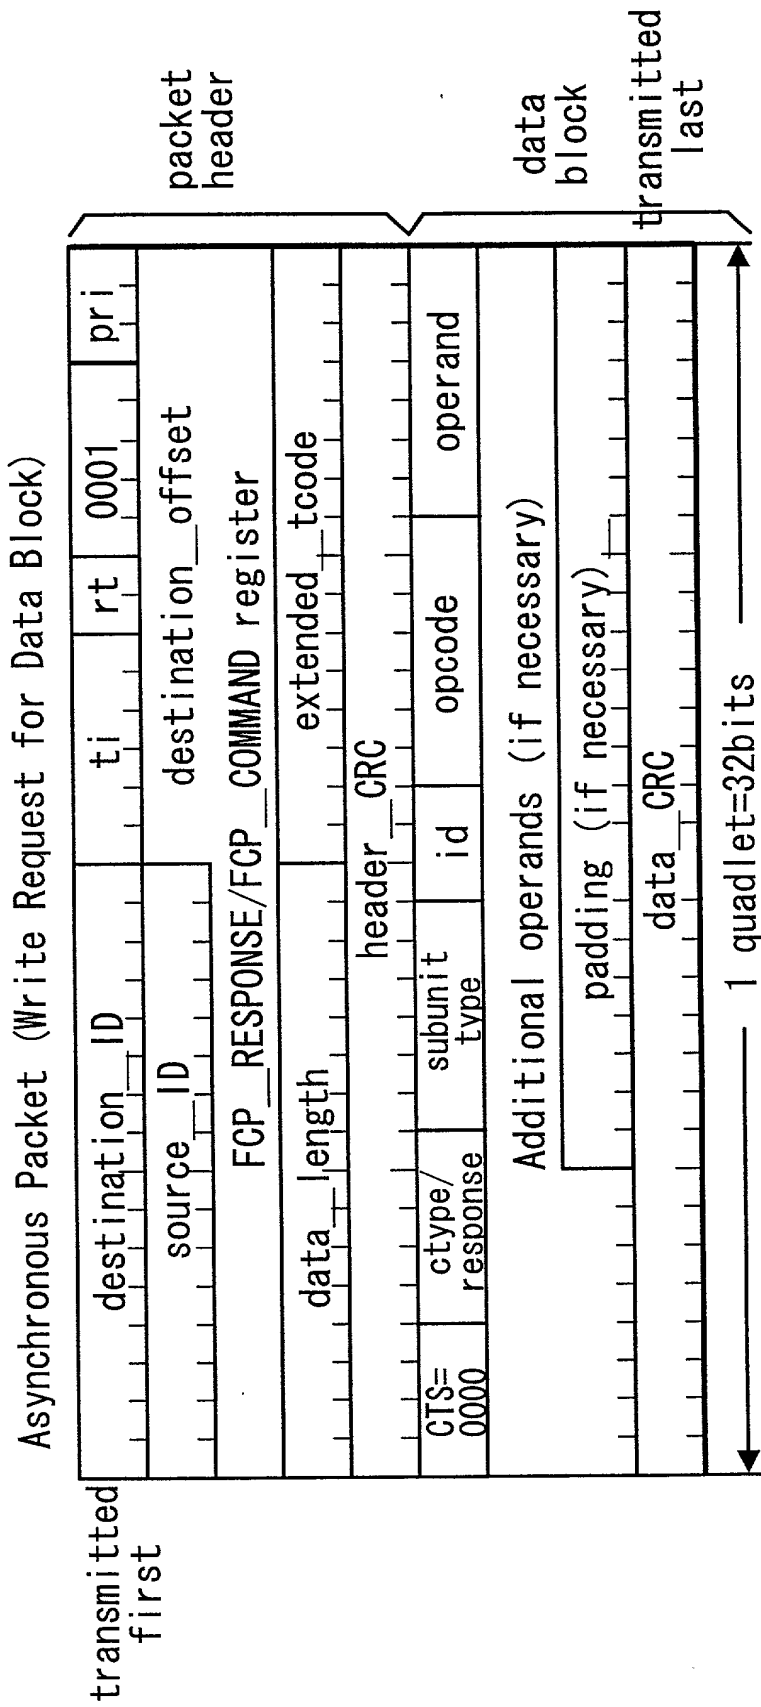 Asynchronous Packet (Write Request for Data Block)
transmitted
first
destination_ID
ti
rt
0001
pri
source_ID
destination_offset
FCP_RESPONSE/FCP_COMMAND register
data_length
extended_tcode
header_CRC
packet
header
CTS=
0000
ctype/
response
subunit
type
id
opcode
operand
Additional operands (if necessary)
padding (if necessary)
data_CRC
data
block
transmitted
last
1 quadlet=32bits